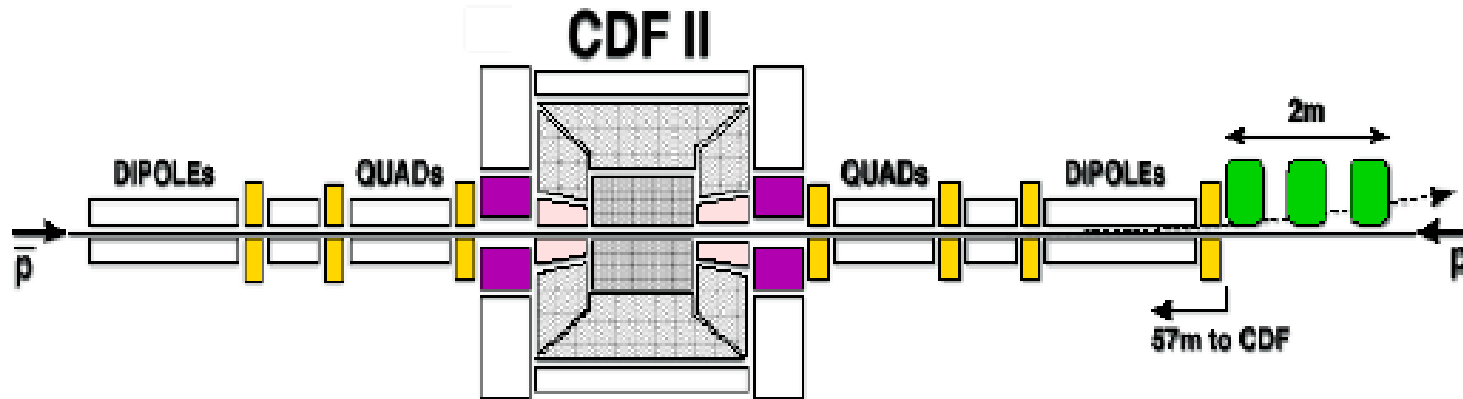 CDF II
2m
DIPOLEs QUADs QUADs DIPOLEs
p̅ p
57m to CDF